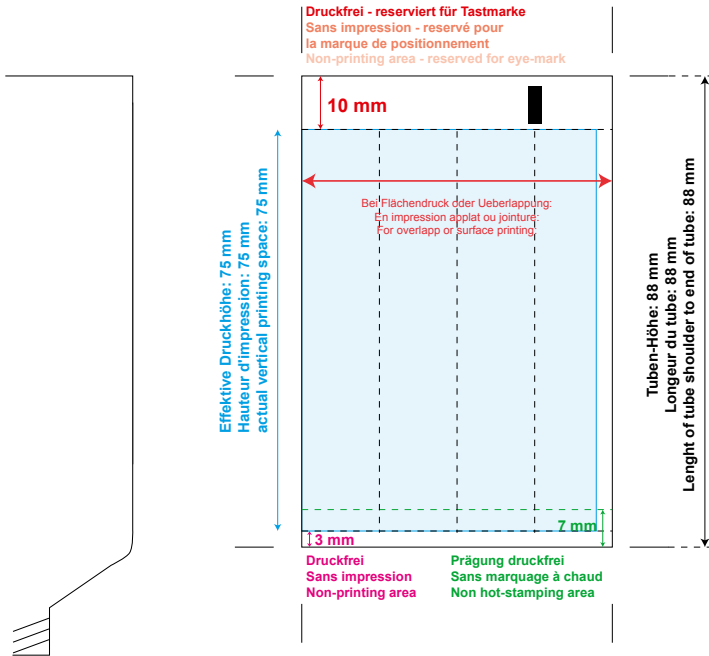 Druckfrei - reserviert für Tastmarke
Sans impression - reservé pour
la marque de positionnement
Non-printing area - reserved for eye-mark
10 mm
Bei Flächendruck oder Ueberlappung:
En impression applat ou jointure:
For overlapp or surface printing:
Effektive Druckhöhe: 75 mm
Hauteur d'impression: 75 mm
actual vertical printing space: 75 mm
Tuben-Höhe: 88 mm
Longeur du tube: 88 mm
Lenght of tube shoulder to end of tube: 88 mm
7 mm
3 mm
Druckfrei
Sans impression
Non-printing area
Prägung druckfrei
Sans marquage à chaud
Non hot-stamping area